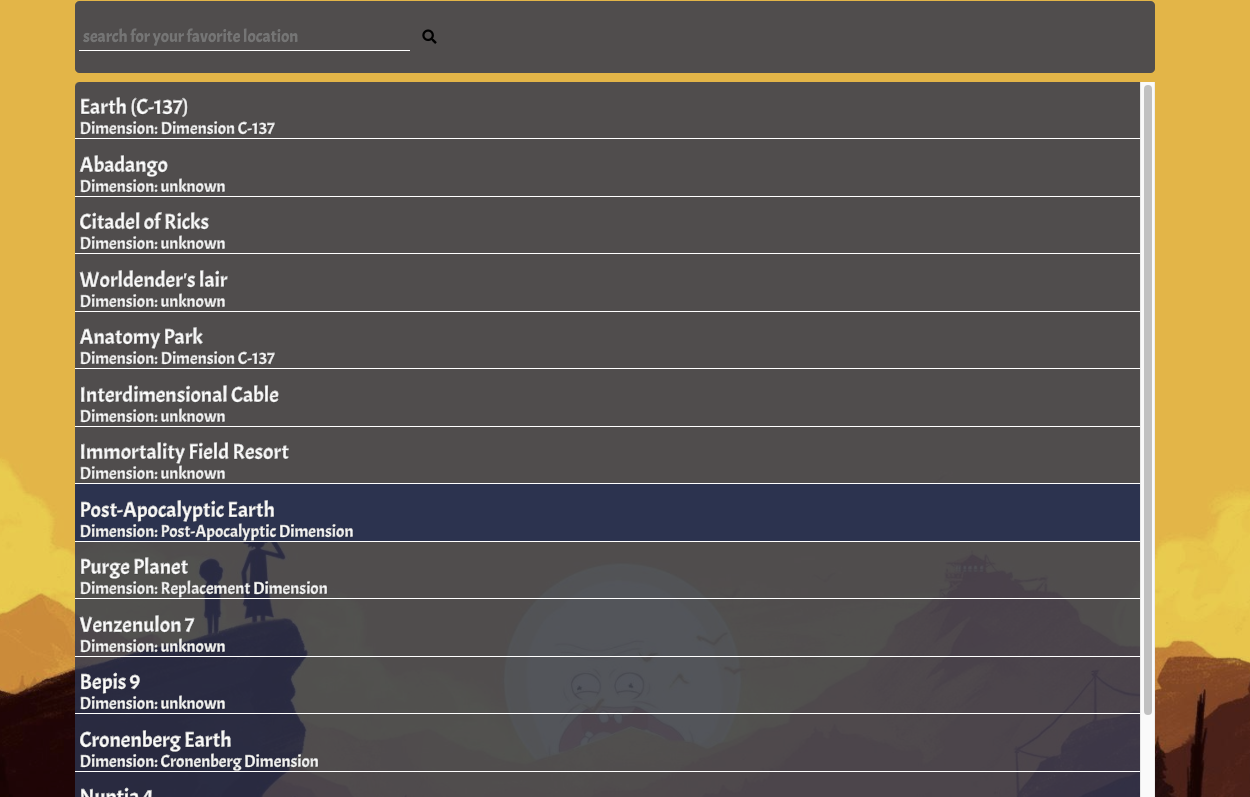 search for your favorite location
Earth (C-137)
Dimension: Dimension C-137
Abadango
Dimension: unknown
Citadel of Ricks
Dimension: unknown
Worldender's lair
Dimension: unknown
Anatomy Park
Dimension: Dimension C-137
Interdimensional Cable
Dimension: unknown
Immortality Field Resort
Dimension: unknown
Post-Apocalyptic Earth
Dimension: Post-Apocalyptic Dimension
Purge Planet
Dimension: Replacement Dimension
Venzenulon 7
Dimension: unknown
Bepis 9
Dimension: unknown
Cronenberg Earth
Dimension: Cronenberg Dimension
Nuptia 4